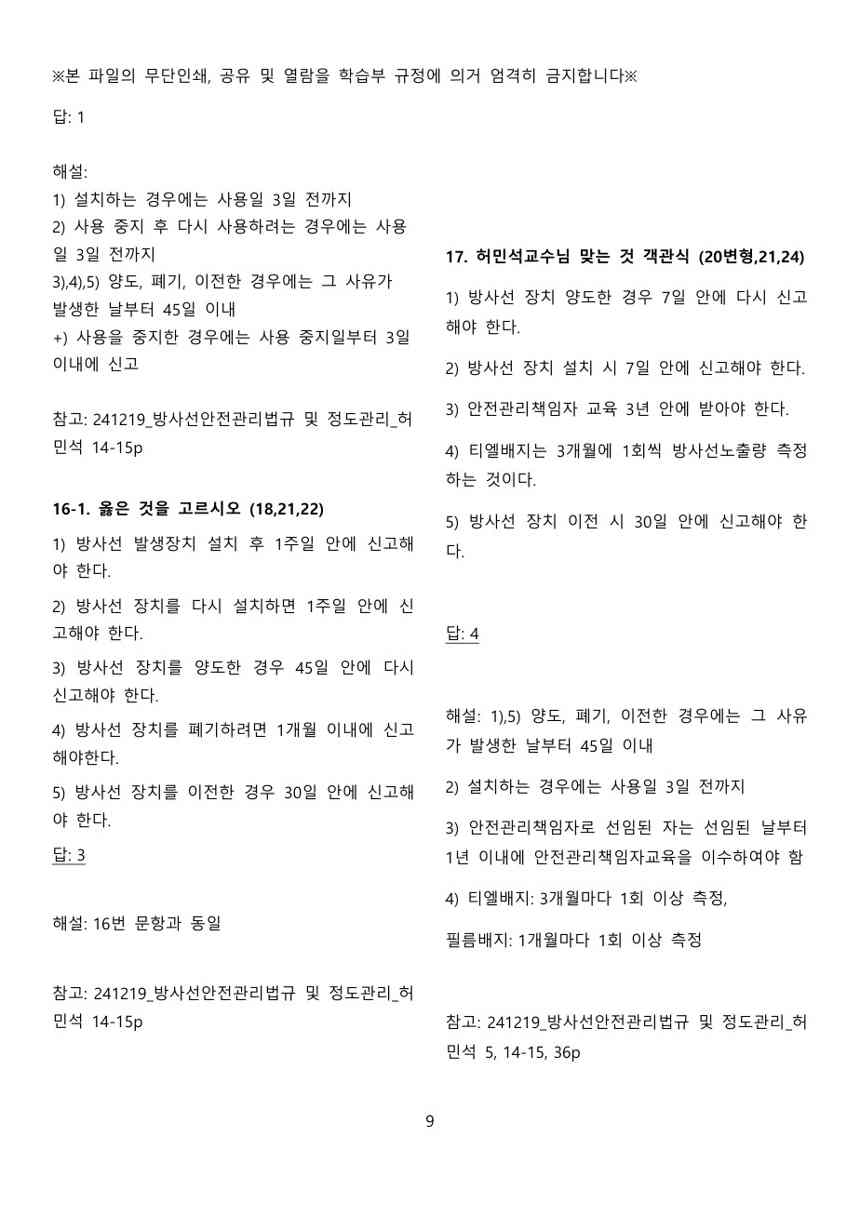 ※본 파일의 무단인쇄, 공유 및 열람을 학습부 규정에 의거 엄격히 금지합니다※
답: 1
해설:
1) 설치하는 경우에는 사용일 3일 전까지
2) 사용 중지 후 다시 사용하려는 경우에는 사용
일 3일 전까지
3),4),5) 양도, 폐기, 이전한 경우에는 그 사유가
발생한 날부터 45일 이내
+) 사용을 중지한 경우에는 사용 중지일부터 3일
이내에 신고
참고: 241219_방사선안전관리법규 및 정도관리_허
민석 14-15p
16-1. 옳은 것을 고르시오 (18,21,22)
1) 방사선 발생장치 설치 후 1주일 안에 신고해
야 한다.
2) 방사선 장치를 다시 설치하면 1주일 안에 신
고해야 한다.
3) 방사선 장치를 양도한 경우 45일 안에 다시
신고해야 한다.
4) 방사선 장치를 폐기하려면 1개월 이내에 신고
해야한다.
5) 방사선 장치를 이전한 경우 30일 안에 신고해
야 한다.
답: 3
해설: 16번 문항과 동일
참고: 241219_방사선안전관리법규 및 정도관리_허
민석 14-15p
17. 허민석교수님 맞는 것 객관식 (20변형,21,24)
1) 방사선 장치 양도한 경우 7일 안에 다시 신고
해야 한다.
2) 방사선 장치 설치 시 7일 안에 신고해야 한다.
3) 안전관리책임자 교육 3년 안에 받아야 한다.
4) 티엘배지는 3개월에 1회씩 방사선노출량 측정
하는 것이다.
5) 방사선 장치 이전 시 30일 안에 신고해야 한
다.
답: 4
해설: 1),5) 양도, 폐기, 이전한 경우에는 그 사유
가 발생한 날부터 45일 이내
2) 설치하는 경우에는 사용일 3일 전까지
3) 안전관리책임자로 선임된 자는 선임된 날부터
1년 이내에 안전관리책임자교육을 이수하여야 함
4) 티엘배지: 3개월마다 1회 이상 측정,
필름배지: 1개월마다 1회 이상 측정
참고: 241219_방사선안전관리법규 및 정도관리_허
민석 5, 14-15, 36p
9